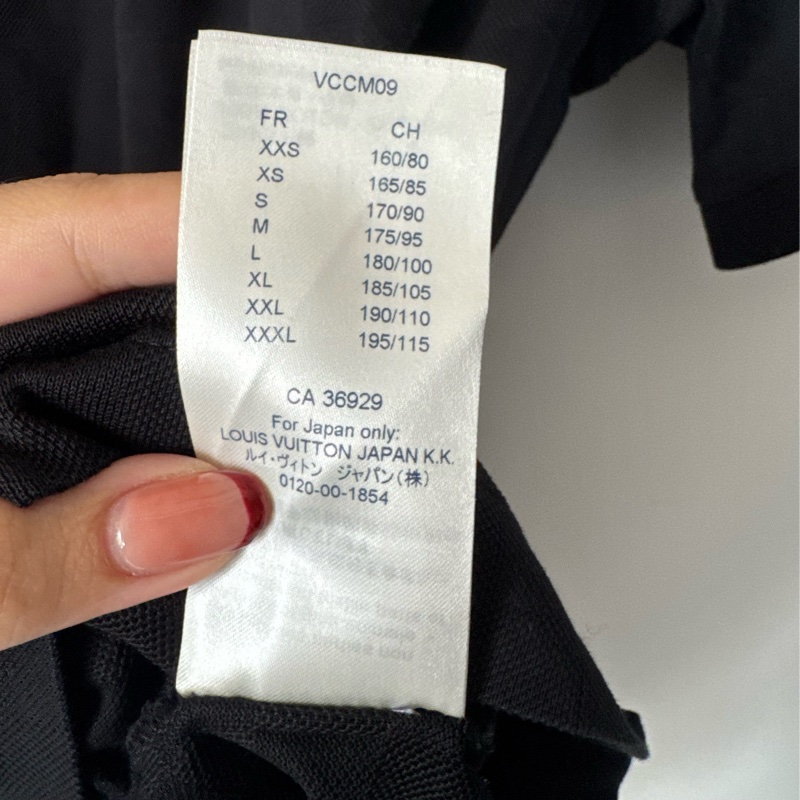 VCCM09
FR CH
XXS 160/80
XS 165/85
S 170/90
M 175/95
L 180/100
XL 185/105
XXL 190/110
XXXL 195/115
CA 36929
For Japan only:
LOUIS VUITTON JAPAN K.K.
ルイ・ヴィトン ジャパン(株)
0120-00-1854